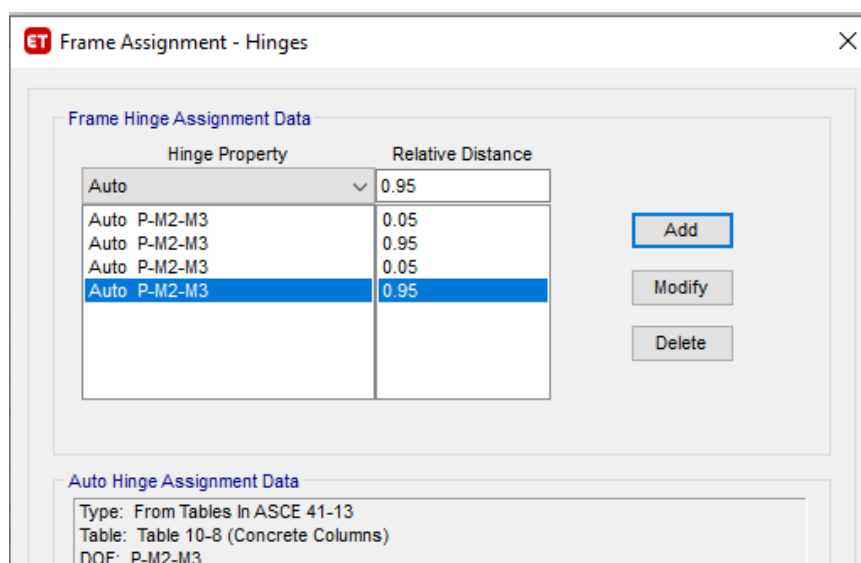 ET Frame Assignment - Hinges
Frame Hinge Assignment Data
Hinge Property Relative Distance
Auto 0.95
Auto P-M2-M3 0.05
Auto P-M2-M3 0.95
Auto P-M2-M3 0.05
Auto P-M2-M3 0.95
Add
Modify
Delete
Auto Hinge Assignment Data
Type: From Tables In ASCE 41-13
Table: Table 10-8 (Concrete Columns)
DOF: P-M2-M3